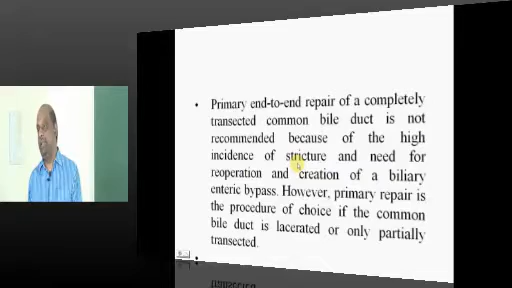 • Primary end-to-end repair of a completely
transected common bile duct is not
recommended because of the high
incidence of stricture and need for
reoperation and creation of a biliary
enteric bypass. However, primary repair is
the procedure of choice if the common
bile duct is lacerated or only partially
transected.
•